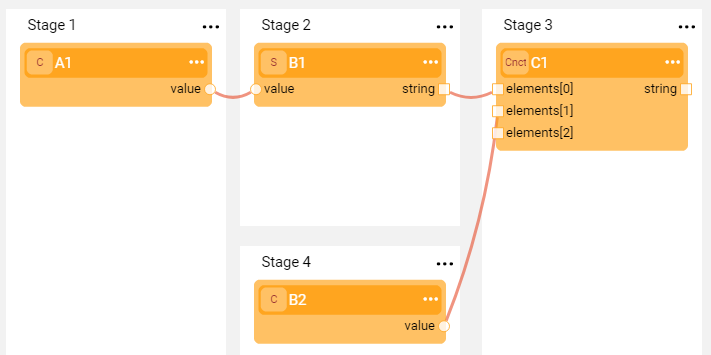 Stage 1
C A1
value
Stage 2
S B1
value string
Stage 3
Cnct C1
elements[0] string
elements[1]
elements[2]
Stage 4
C B2
value